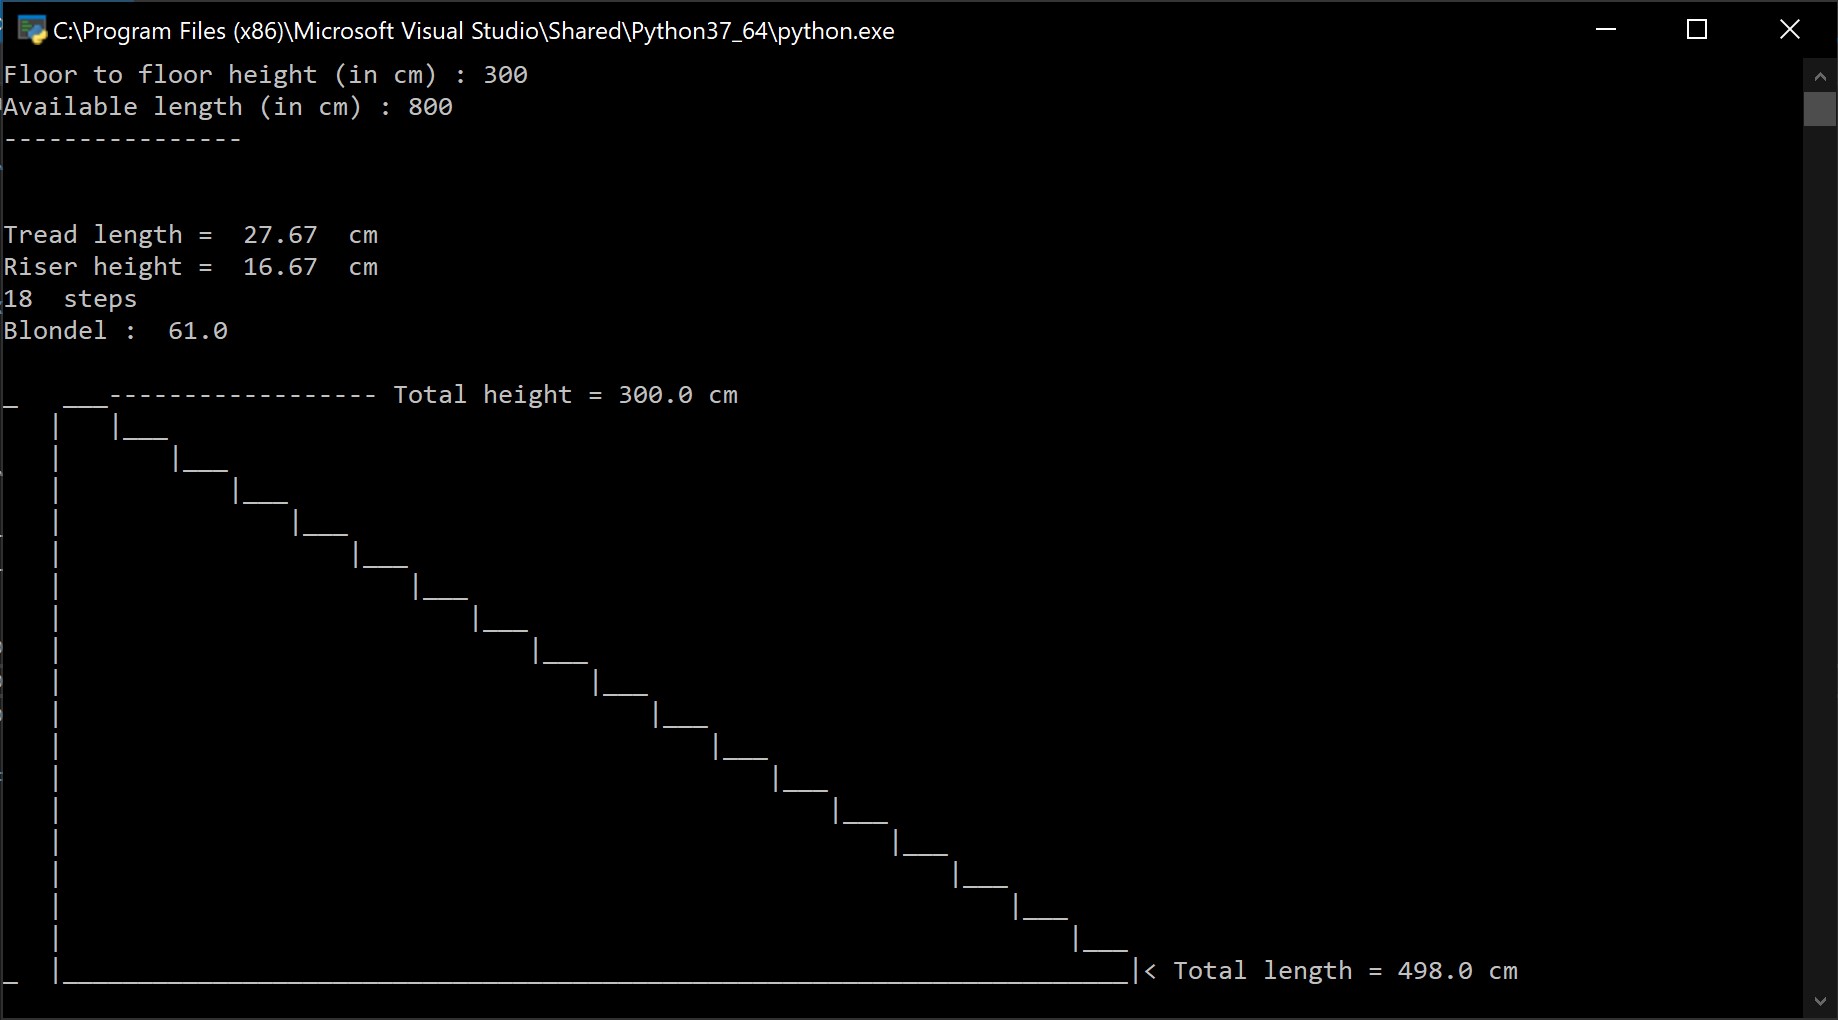 C:\Program Files (x86)\Microsoft Visual Studio\Shared\Python37_64\python.exe
Floor to floor height (in cm) : 300
Available length (in cm) : 800
----------------
Tread length =  27.67  cm
Riser height =  16.67  cm
18  steps
Blondel :  61.0
_   ___------------------ Total height = 300.0 cm
   |   |___
   |       |___
   |           |___
   |               |___
   |                   |___
   |                       |___
   |                           |___
   |                               |___
   |                                   |___
   |                                       |___
   |                                           |___
   |                                               |___
   |                                                   |___
   |                                                       |___
   |                                                           |___
   |                                                               |___
   |                                                                   |___
_  |_______________________________________________________________________|< Total length = 498.0 cm